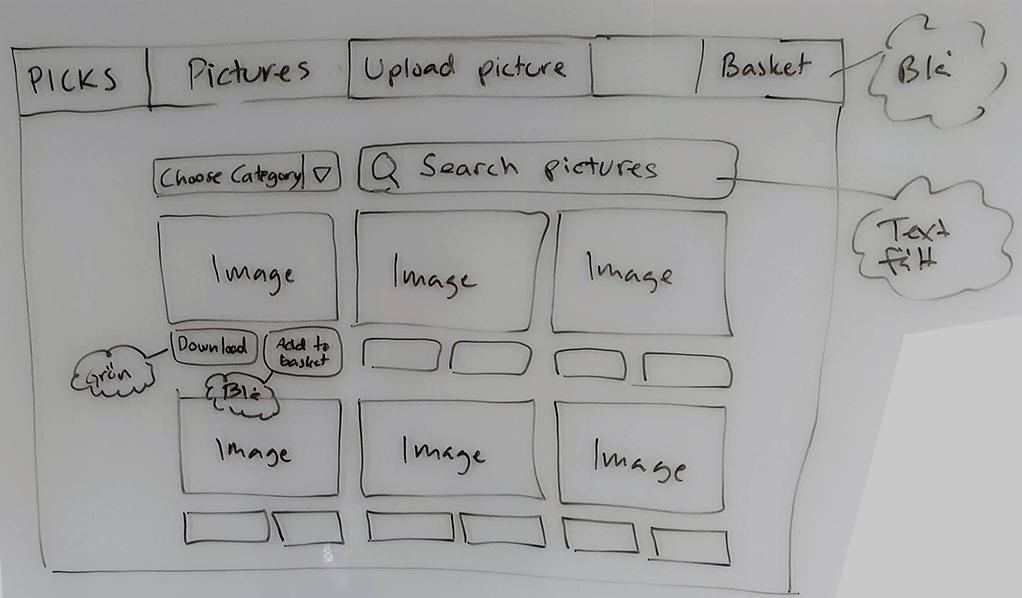 PICKS
Pictures
Upload picture
Basket
Blå
Choose Category
Search pictures
Text
fält
Image
Image
Image
Download
Add to
basket
Grön
Blå
Image
Image
Image